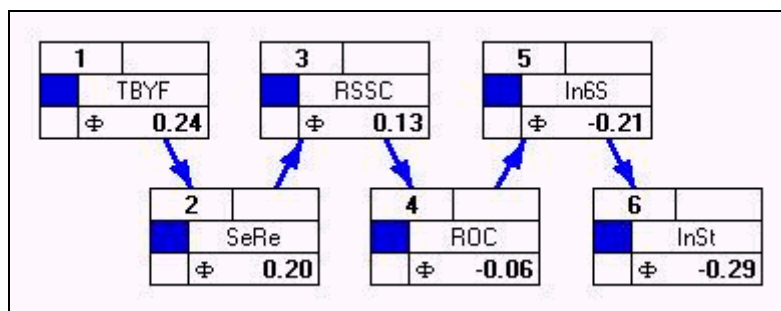 1
TBYF
Φ 0.24
2
SeRe
Φ 0.20
3
RSSC
Φ 0.13
4
ROC
Φ -0.06
5
In6S
Φ -0.21
6
InSt
Φ -0.29